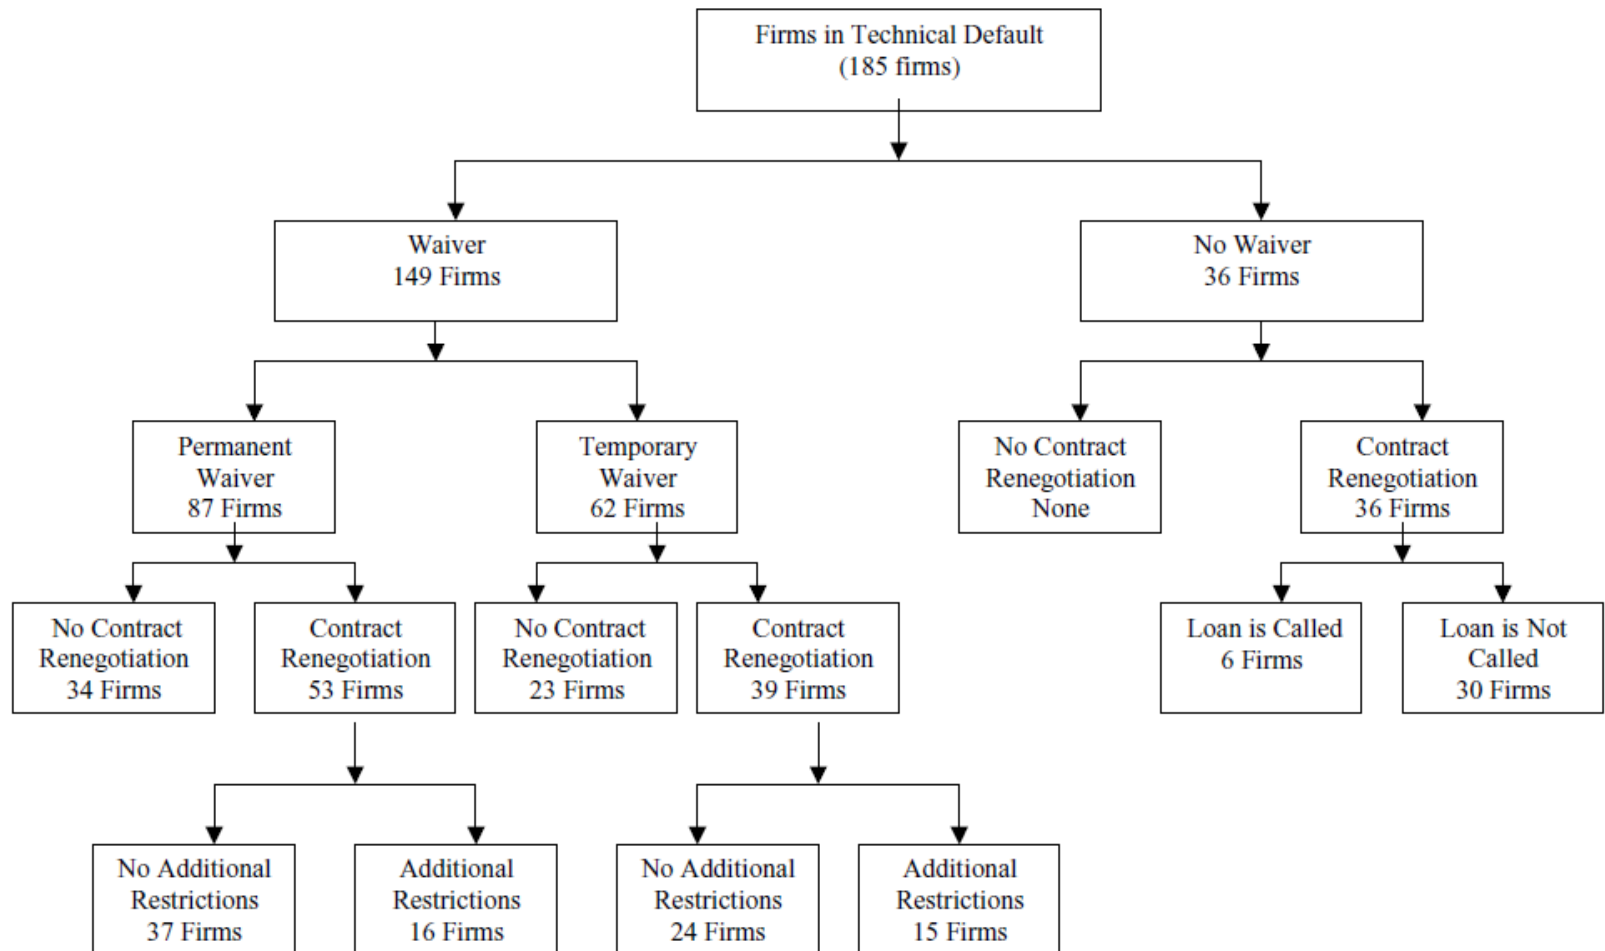 Firms in Technical Default
(185 firms)
Waiver
149 Firms
No Waiver
36 Firms
Permanent
Waiver
87 Firms
Temporary
Waiver
62 Firms
No Contract
Renegotiation
None
Contract
Renegotiation
36 Firms
No Contract
Renegotiation
34 Firms
Contract
Renegotiation
53 Firms
No Contract
Renegotiation
23 Firms
Contract
Renegotiation
39 Firms
Loan is Called
6 Firms
Loan is Not
Called
30 Firms
No Additional
Restrictions
37 Firms
Additional
Restrictions
16 Firms
No Additional
Restrictions
24 Firms
Additional
Restrictions
15 Firms